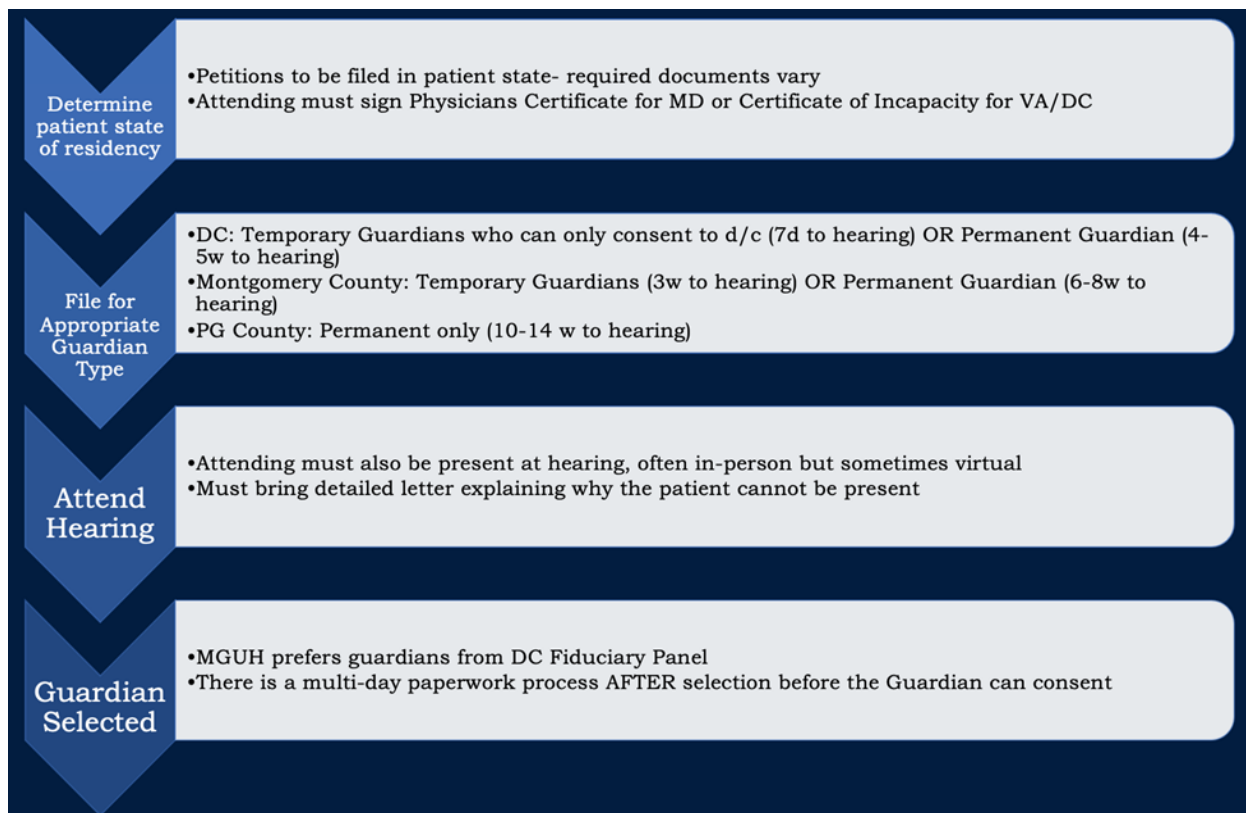 Determine
patient state
of residency
•Petitions to be filed in patient state- required documents vary
•Attending must sign Physicians Certificate for MD or Certificate of Incapacity for VA/DC
File for
Appropriate
Guardian
Type
•DC: Temporary Guardians who can only consent to d/c (7d to hearing) OR Permanent Guardian (4-
5w to hearing)
•Montgomery County: Temporary Guardians (3w to hearing) OR Permanent Guardian (6-8w to
hearing)
•PG County: Permanent only (10-14 w to hearing)
Attend
Hearing
•Attending must also be present at hearing, often in-person but sometimes virtual
•Must bring detailed letter explaining why the patient cannot be present
Guardian
Selected
•MGUH prefers guardians from DC Fiduciary Panel
•There is a multi-day paperwork process AFTER selection before the Guardian can consent